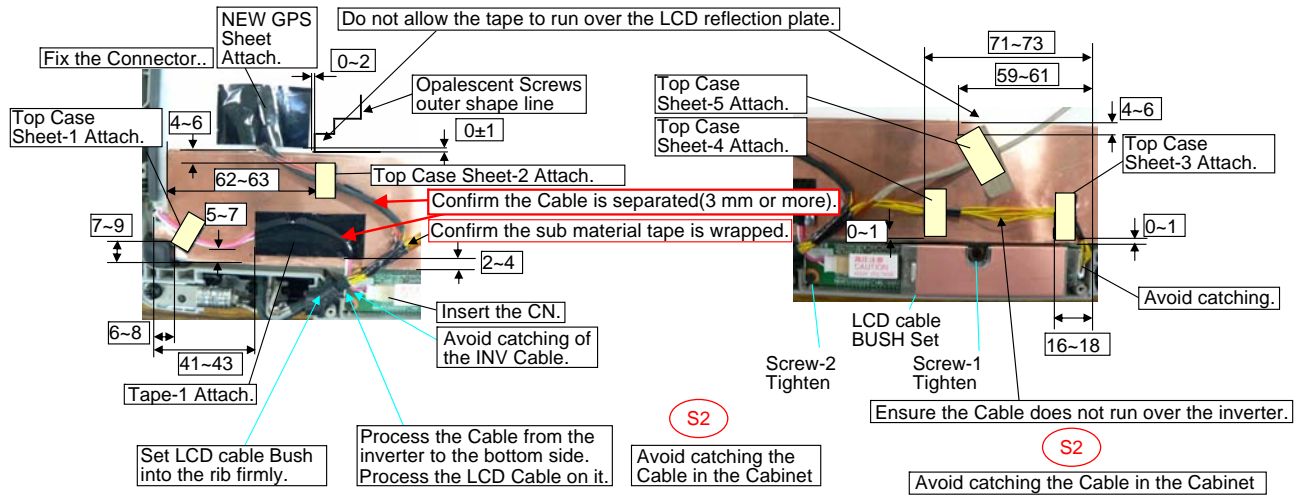 NEW GPS
Sheet
Attach.
Do not allow the tape to run over the LCD reflection plate.
Fix the Connector..
0~2
Opalescent Screws
outer shape line
Top Case
Sheet-1 Attach.
4~6
0±1
62~63
Top Case Sheet-2 Attach.
Confirm the Cable is separated(3 mm or more).
5~7
7~9
Confirm the sub material tape is wrapped.
2~4
Insert the CN.
6~8
Avoid catching of
the INV Cable.
41~43
Tape-1 Attach.
Set LCD cable Bush
into the rib firmly.
Process the Cable from the
inverter to the bottom side.
Process the LCD Cable on it.
S2
Avoid catching the
Cable in the Cabinet
71~73
59~61
Top Case
Sheet-5 Attach.
4~6
Top Case
Sheet-4 Attach.
Top Case
Sheet-3 Attach.
0~1
0~1
CAUTION
Avoid catching.
LCD cable
BUSH Set
16~18
Screw-2
Tighten
Screw-1
Tighten
Ensure the Cable does not run over the inverter.
S2
Avoid catching the Cable in the Cabinet